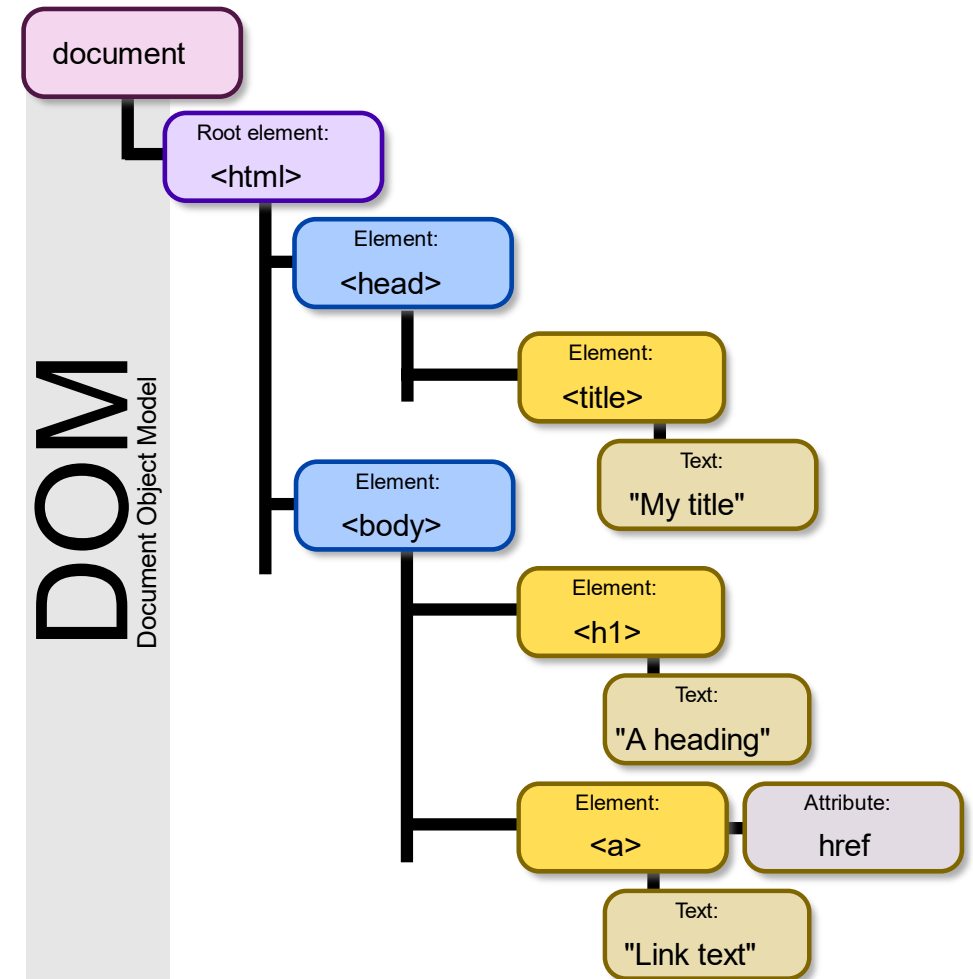 document
Root element:
<html>
Element:
<head>
Element:
<title>
Text:
"My title"
Element:
<body>
Element:
<h1>
Text:
"A heading"
Element:
<a>
Attribute:
href
Text:
"Link text"
DOM
Document Object Model